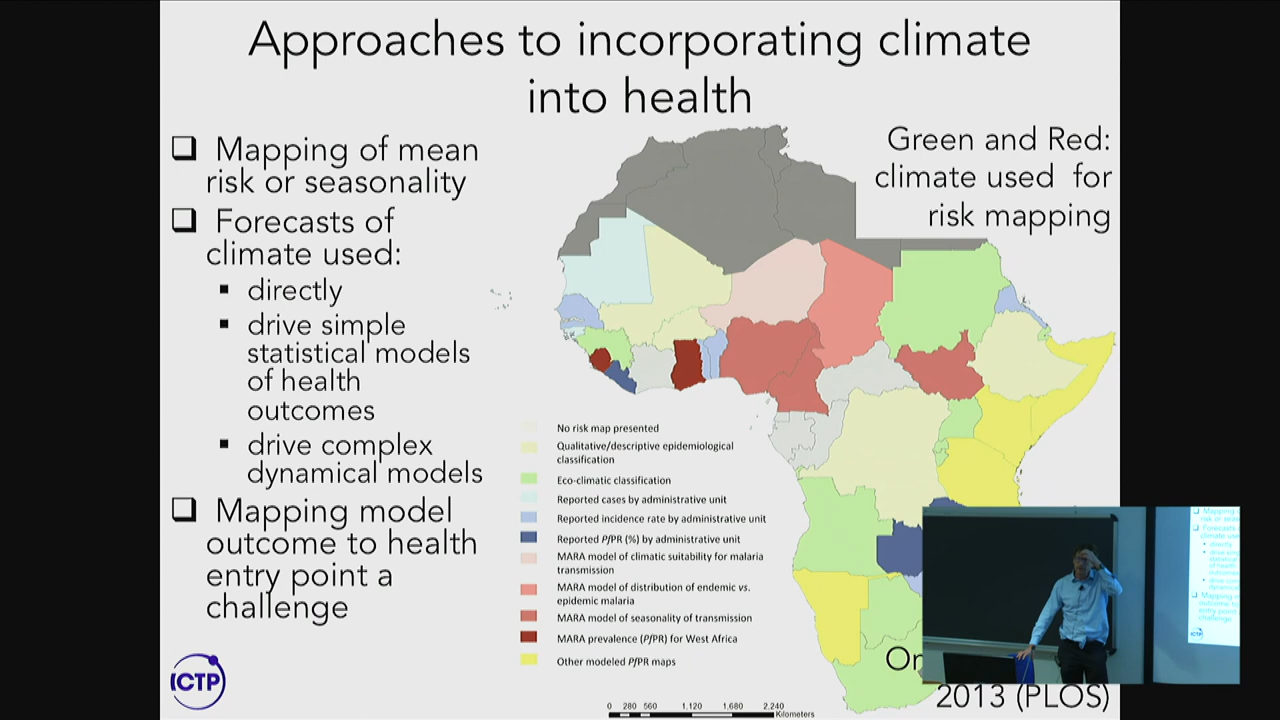 Approaches to incorporating climate
into health
❑ Mapping of mean
risk or seasonality
❑ Forecasts of
climate used:
▪ directly
▪ drive simple
statistical models
of health
outcomes
▪ drive complex
dynamical models
❑ Mapping model
outcome to health
entry point a
challenge
Green and Red:
climate used for
risk mapping
No risk map presented
Qualitative/descriptive epidemiological
classification
Eco-climatic classification
Reported cases by administrative unit
Reported incidence rate by administrative unit
Reported PfPR (%) by administrative unit
MARA model of climatic suitability for malaria
transmission
MARA model of distribution of endemic vs.
epidemic malaria
MARA model of seasonality of transmission
MARA prevalence (PfPR) for West Africa
Other modeled PfPR maps
0 280 560 1,120 1,680 2,240
Kilometers
2013 (PLOS)
ICTP